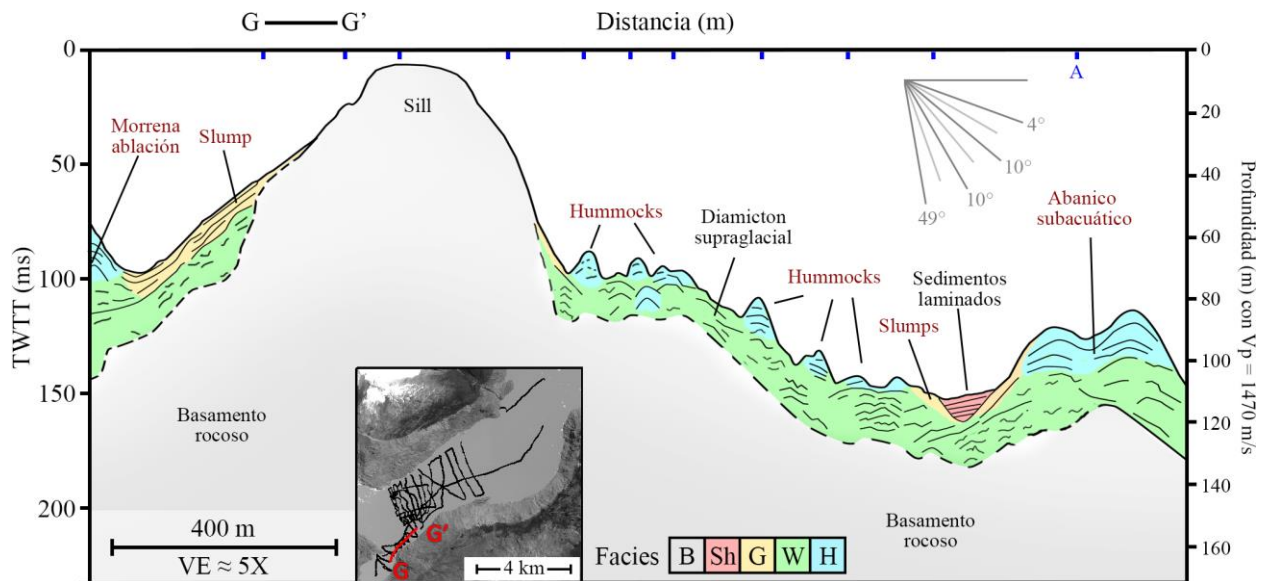 G G’
Distancia (m)
0
50
100
150
200
TWTT (ms)
0
20
40
60
80
100
120
140
160
Profundidad (m) con Vp = 1470 m/s
A
Sill
Morrena
ablación
Slump
Hummocks
Diamicton
supraglacial
Hummocks
Sedimentos
laminados
Slumps
Abanico
subacuático
4°
10°
10°
49°
Basamento
rocoso
Basamento
rocoso
400 m
VE ≈ 5X
G'
G
4 km
Facies B Sh G W H